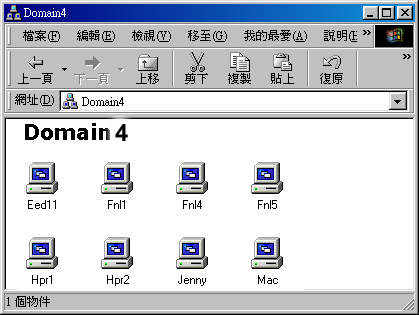 Domain4
檔案(F) 編輯(E) 檢視(V) 移至(G) 我的最愛(A) 說明(H »
上一頁 下一頁 上移 剪下 複製 貼上 復原 »
網址(D) Domain4
Domain 4
Eed11 Fnl1 Fnl4 Fnl5
Hpr1 Hpr2 Jenny Mac
1 個物件